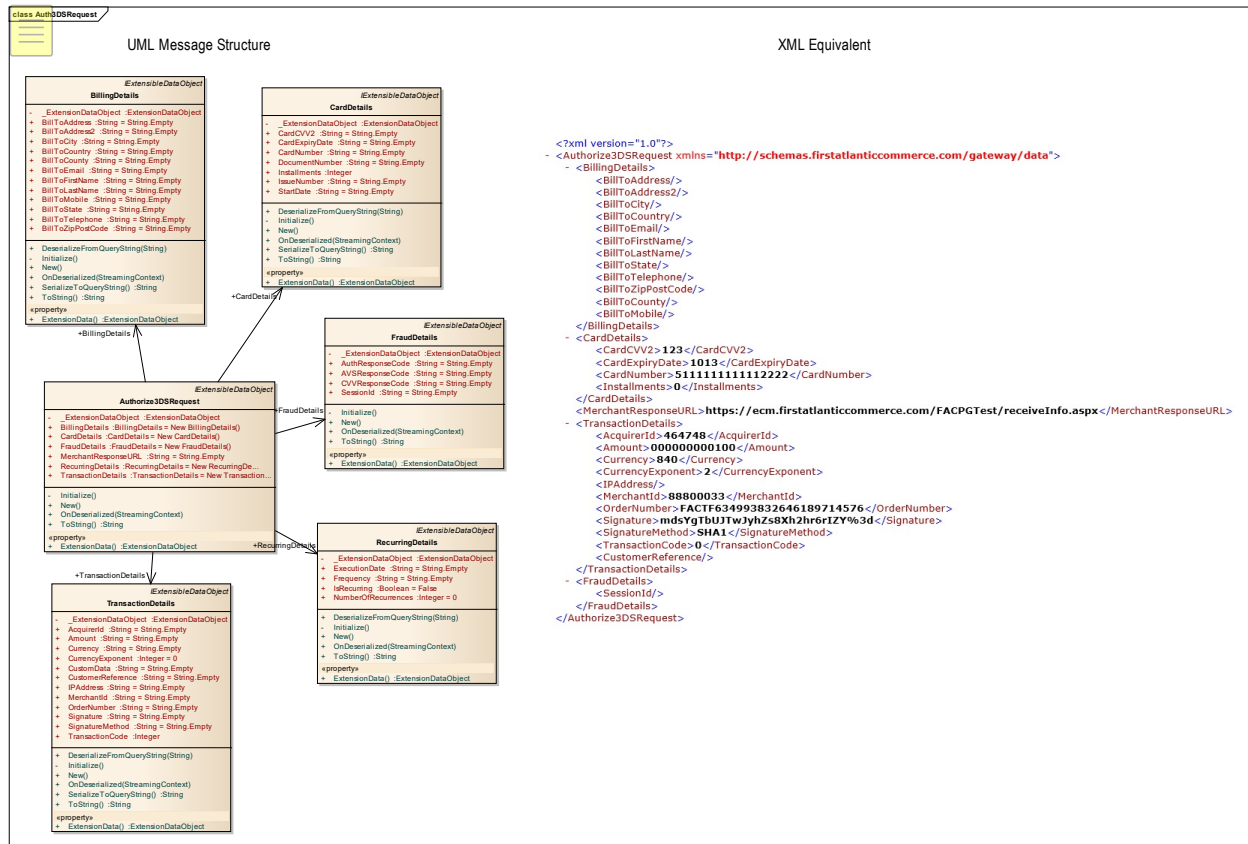 class Auth3DSRequest
UML Message Structure
XML Equivalent
IExtensibleDataObject
BillingDetails
- _ExtensionDataObject :ExtensionDataObject
+ BillToAddress :String = String.Empty
+ BillToAddress2 :String = String.Empty
+ BillToCity :String = String.Empty
+ BillToCountry :String = String.Empty
+ BillToCounty :String = String.Empty
+ BillToEmail :String = String.Empty
+ BillToFirstName :String = String.Empty
+ BillToLastName :String = String.Empty
+ BillToMobile :String = String.Empty
+ BillToState :String = String.Empty
+ BillToTelephone :String = String.Empty
+ BillToZipPostCode :String = String.Empty
+ DeserializeFromQueryString(String)
- Initialize()
+ New()
+ OnDeserialized(StreamingContext)
+ SerializeToQueryString() :String
+ ToString() :String
«property»
+ ExtensionData() :ExtensionDataObject
IExtensibleDataObject
CardDetails
- _ExtensionDataObject :ExtensionDataObject
+ CardCVV2 :String = String.Empty
+ CardExpiryDate :String = String.Empty
+ CardNumber :String = String.Empty
+ DocumentNumber :String = String.Empty
+ Installments :Integer
+ IssueNumber :String = String.Empty
+ StartDate :String = String.Empty
+ DeserializeFromQueryString(String)
- Initialize()
+ New()
+ OnDeserialized(StreamingContext)
+ SerializeToQueryString() :String
+ ToString() :String
«property»
+ ExtensionData() :ExtensionDataObject
+CardDetails
+BillingDetails
IExtensibleDataObject
FraudDetails
- _ExtensionDataObject :ExtensionDataObject
+ AuthResponseCode :String = String.Empty
+ AVSResponseCode :String = String.Empty
+ CVVResponseCode :String = String.Empty
+ SessionId :String = String.Empty
- Initialize()
+ New()
+ OnDeserialized(StreamingContext)
+ ToString() :String
«property»
+ ExtensionData() :ExtensionDataObject
+FraudDetails
IExtensibleDataObject
Authorize3DSRequest
- _ExtensionDataObject :ExtensionDataObject
+ BillingDetails :BillingDetails = New BillingDetails()
+ CardDetails :CardDetails = New CardDetails()
+ FraudDetails :FraudDetails = New FraudDetails()
+ MerchantResponseURL :String = String.Empty
+ RecurringDetails :RecurringDetails = New RecurringDe...
+ TransactionDetails :TransactionDetails = New Transaction...
- Initialize()
+ New()
+ OnDeserialized(StreamingContext)
+ ToString() :String
«property»
+ ExtensionData() :ExtensionDataObject
+RecurringDetails
+TransactionDetails
IExtensibleDataObject
RecurringDetails
- _ExtensionDataObject :ExtensionDataObject
+ ExecutionDate :String = String.Empty
+ Frequency :String = String.Empty
+ IsRecurring :Boolean = False
+ NumberOfRecurrences :Integer = 0
+ DeserializeFromQueryString(String)
- Initialize()
+ New()
+ OnDeserialized(StreamingContext)
+ ToString() :String
«property»
+ ExtensionData() :ExtensionDataObject
IExtensibleDataObject
TransactionDetails
- _ExtensionDataObject :ExtensionDataObject
+ AcquirerId :String = String.Empty
+ Amount :String = String.Empty
+ Currency :String = String.Empty
+ CurrencyExponent :Integer = 0
+ CustomData :String = String.Empty
+ CustomerReference :String = String.Empty
+ IPAddress :String = String.Empty
+ MerchantId :String = String.Empty
+ OrderNumber :String = String.Empty
+ Signature :String = String.Empty
+ SignatureMethod :String = String.Empty
+ TransactionCode :Integer
+ DeserializeFromQueryString(String)
- Initialize()
+ New()
+ OnDeserialized(StreamingContext)
+ SerializeToQueryString() :String
+ ToString() :String
«property»
+ ExtensionData() :ExtensionDataObject
<?xml version="1.0"?>
- <Authorize3DSRequest xmlns="http://schemas.firstatlanticcommerce.com/gateway/data">
- <BillingDetails>
<BillToAddress/>
<BillToAddress2/>
<BillToCity/>
<BillToCountry/>
<BillToEmail/>
<BillToFirstName/>
<BillToLastName/>
<BillToState/>
<BillToTelephone/>
<BillToZipPostCode/>
<BillToCounty/>
<BillToMobile/>
</BillingDetails>
- <CardDetails>
<CardCVV2>123</CardCVV2>
<CardExpiryDate>1013</CardExpiryDate>
<CardNumber>5111111111112222</CardNumber>
<Installments>0</Installments>
</CardDetails>
<MerchantResponseURL>https://ecm.firstatlanticcommerce.com/FACPGTest/receiveInfo.aspx</MerchantResponseURL>
- <TransactionDetails>
<AcquirerId>464748</AcquirerId>
<Amount>000000000100</Amount>
<Currency>840</Currency>
<CurrencyExponent>2</CurrencyExponent>
<IPAddress/>
<MerchantId>88800033</MerchantId>
<OrderNumber>FACTF634993832646189714576</OrderNumber>
<Signature>mdsYgTbUJTwJyhZs8Xh2hr6rIZY%3d</Signature>
<SignatureMethod>SHA1</SignatureMethod>
<TransactionCode>0</TransactionCode>
<CustomerReference/>
</TransactionDetails>
- <FraudDetails>
<SessionId/>
</FraudDetails>
</Authorize3DSRequest>